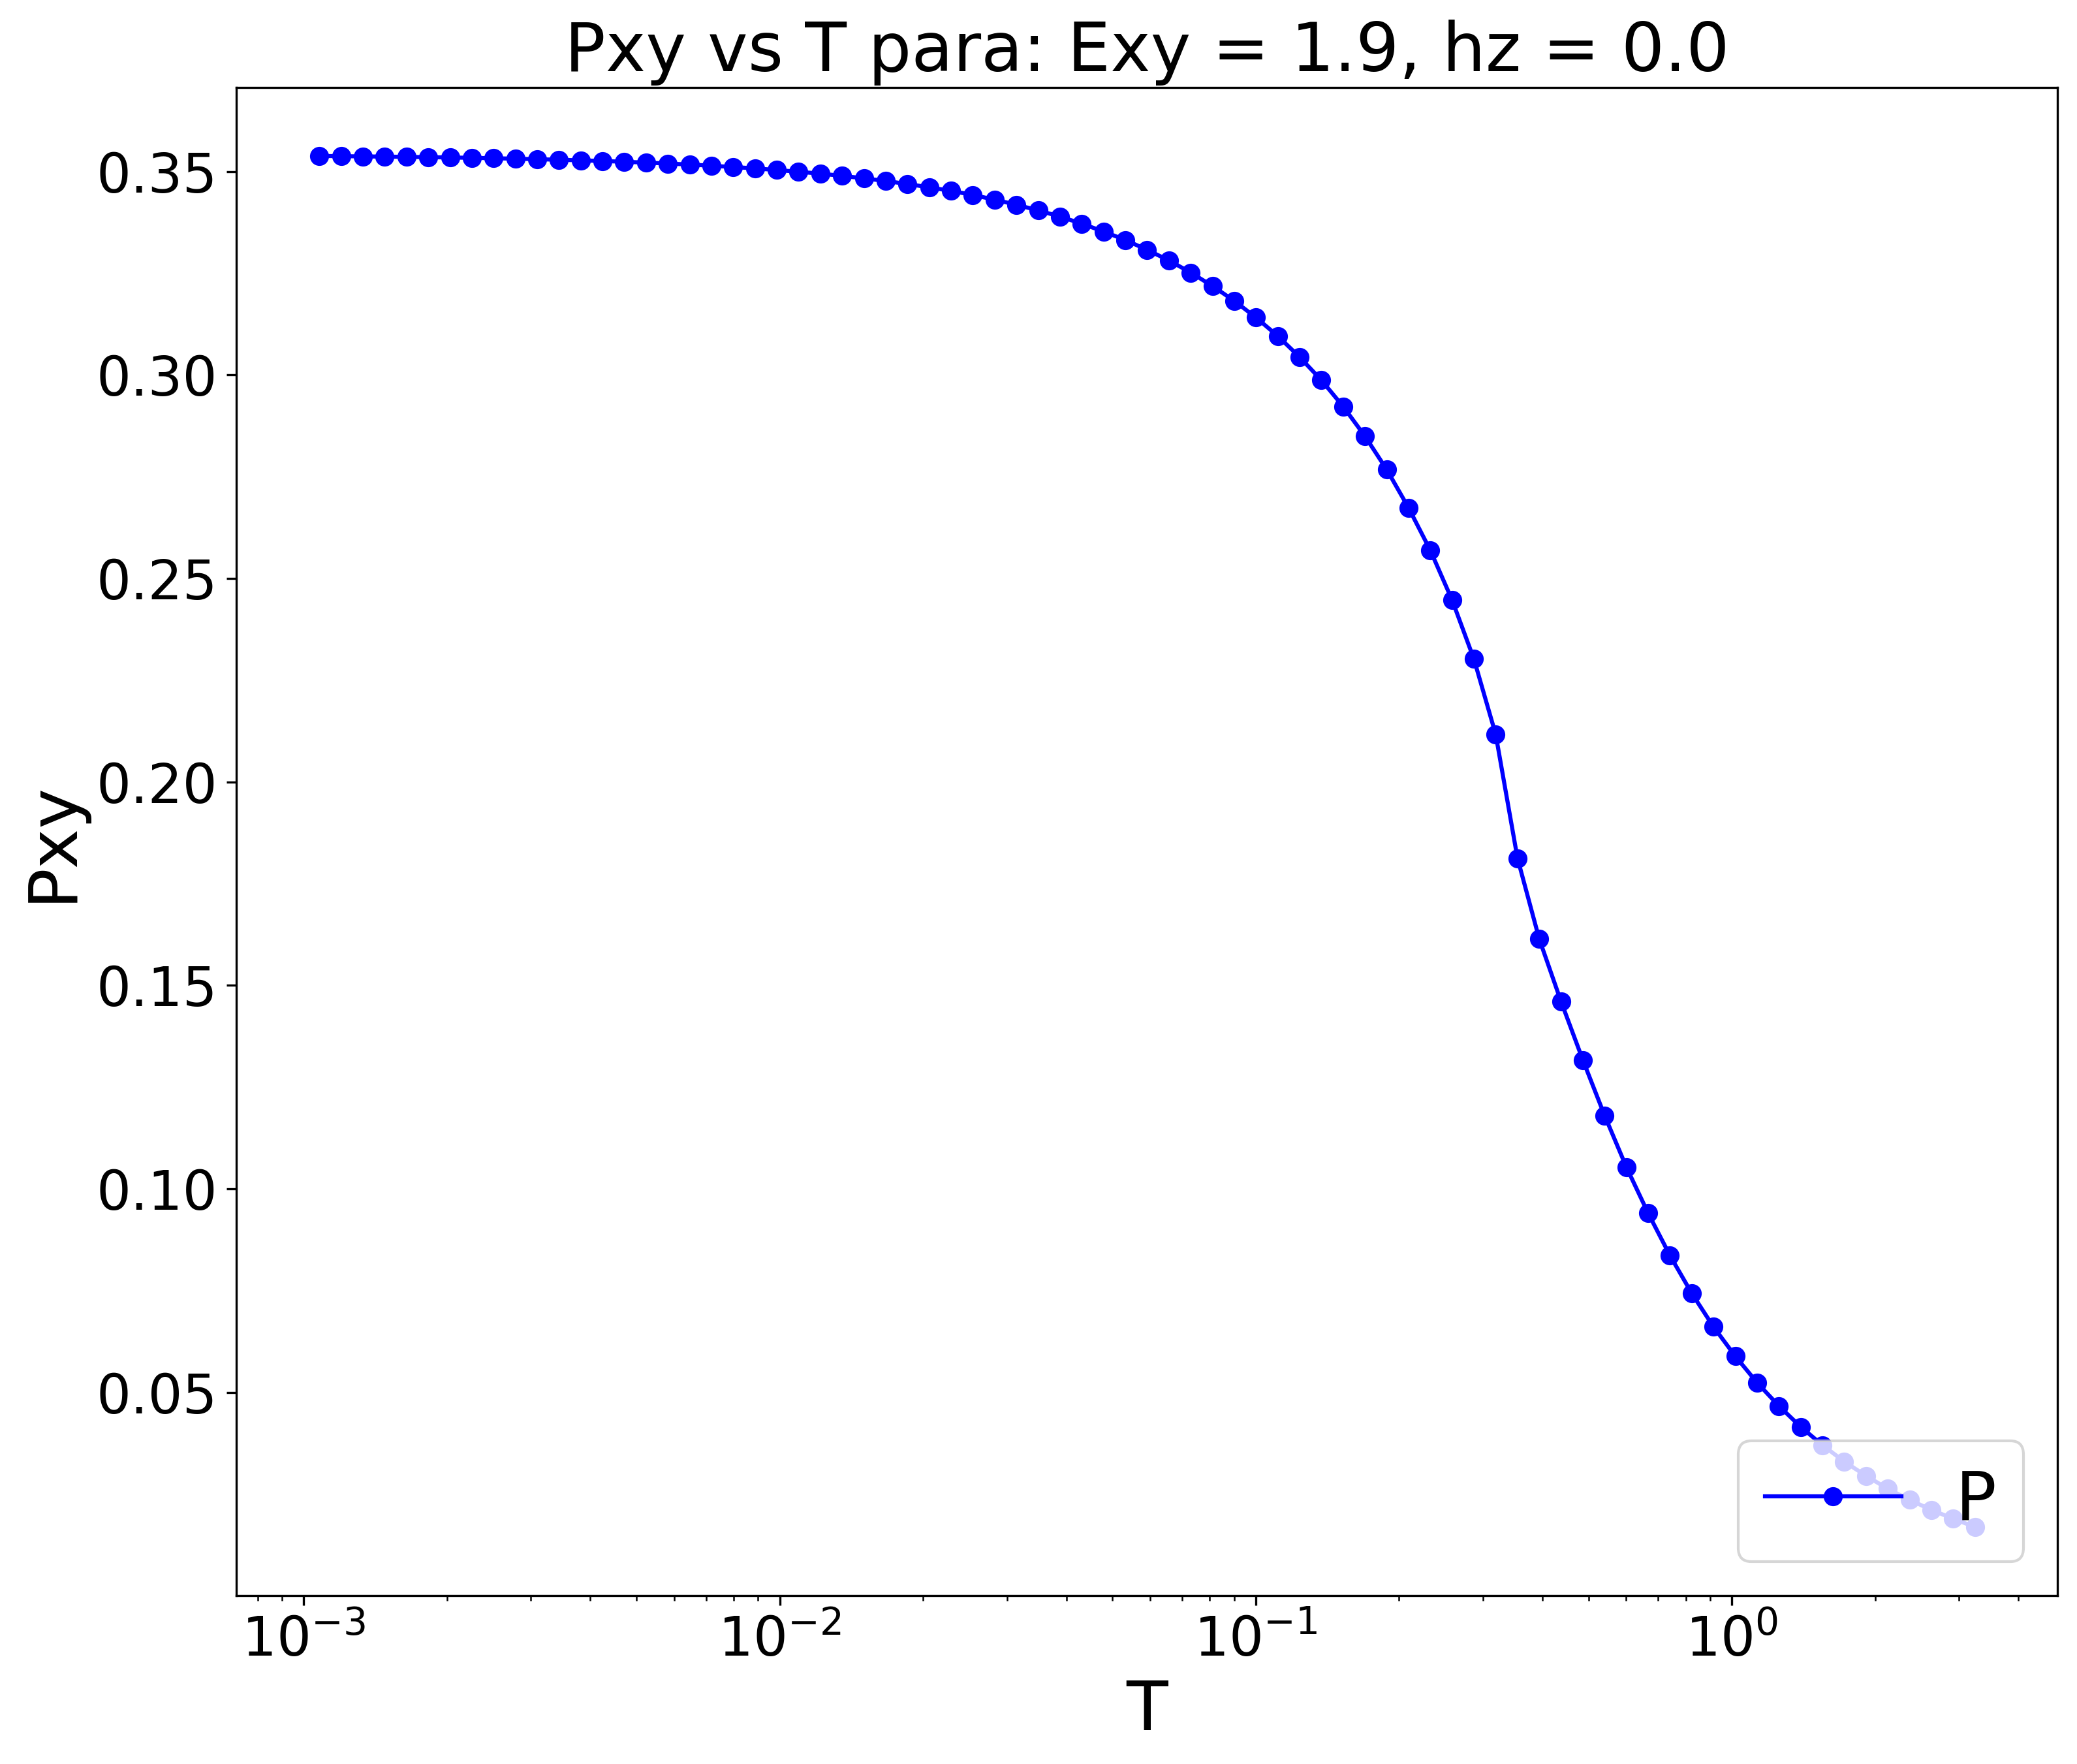 Pxy vs T para: Exy = 1.9, hz = 0.0
0.35
0.30
0.25
0.20
0.15
0.10
0.05
Pxy
P
10⁻³ 10⁻² 10⁻¹ 10⁰
T